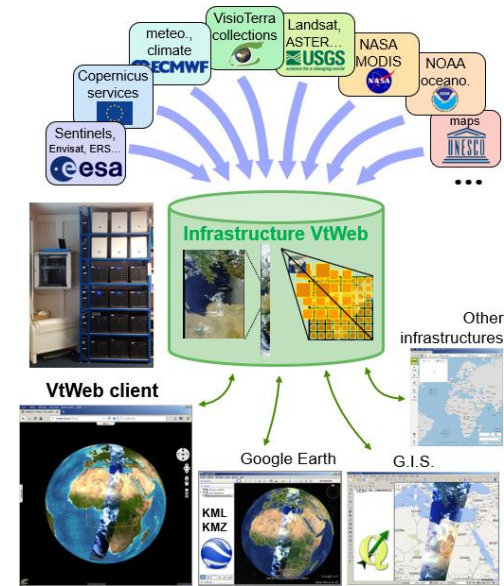 VisioTerra
collections
meteo.,
climate
ECMWF
Landsat,
ASTER...
USGS
science for a changing world
Copernicus
services
NASA
MODIS
NASA
NOAA
oceano.
Sentinels,
Envisat, ERS...
esa
maps
UNESCO
...
Infrastructure VtWeb
Other
infrastructures
VtWeb client
Google Earth
G.I.S.
KML
KMZ